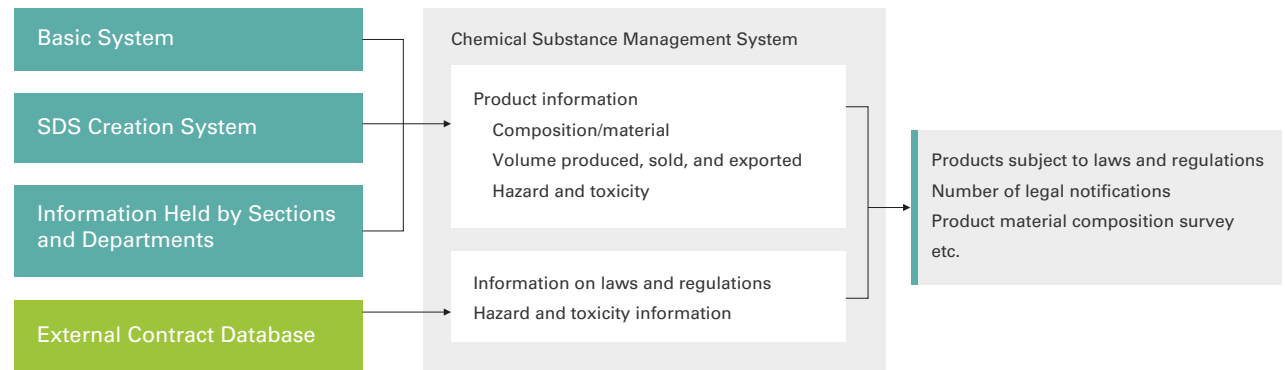 Basic System
SDS Creation System
Information Held by Sections
and Departments
External Contract Database
Chemical Substance Management System
Product information
Composition/material
Volume produced, sold, and exported
Hazard and toxicity
Information on laws and regulations
Hazard and toxicity information
Products subject to laws and regulations
Number of legal notifications
Product material composition survey
etc.